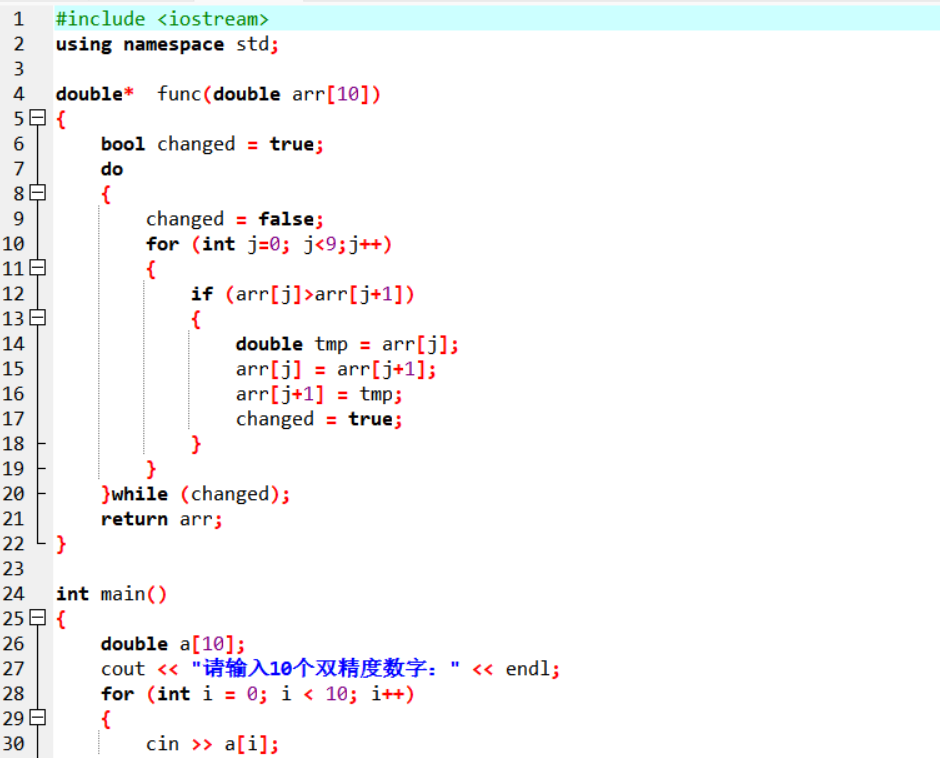 1 #include <iostream>
2 using namespace std;
3
4 double*  func(double arr[10])
5 {
6     bool changed = true;
7     do
8     {
9         changed = false;
10         for (int j=0; j<9;j++)
11         {
12             if (arr[j]>arr[j+1])
13             {
14                 double tmp = arr[j];
15                 arr[j] = arr[j+1];
16                 arr[j+1] = tmp;
17                 changed = true;
18             }
19         }
20     }while (changed);
21     return arr;
22 }
23
24 int main()
25 {
26     double a[10];
27     cout << "请输入10个双精度数字：" << endl;
28     for (int i = 0; i < 10; i++)
29     {
30         cin >> a[i];